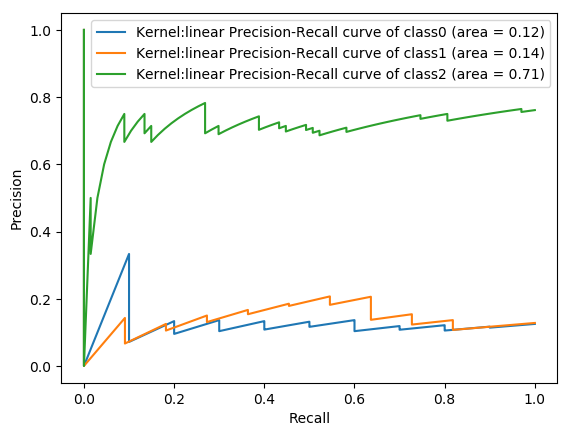 Kernel:linear Precision-Recall curve of class0 (area = 0.12)
Kernel:linear Precision-Recall curve of class1 (area = 0.14)
Kernel:linear Precision-Recall curve of class2 (area = 0.71)
1.0
0.8
0.6
0.4
0.2
0.0
Precision
0.0 0.2 0.4 0.6 0.8 1.0
Recall